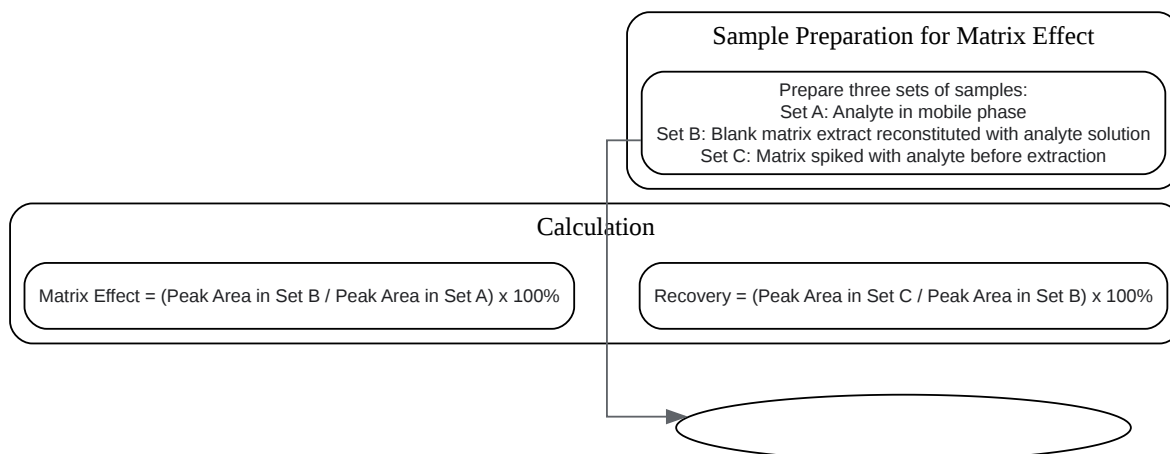 Sample Preparation for Matrix Effect
Prepare three sets of samples:
Set A: Analyte in mobile phase
Set B: Blank matrix extract reconstituted with analyte solution
Set C: Matrix spiked with analyte before extraction
Calculation
Matrix Effect = (Peak Area in Set B / Peak Area in Set A) x 100%
Recovery = (Peak Area in Set C / Peak Area in Set B) x 100%